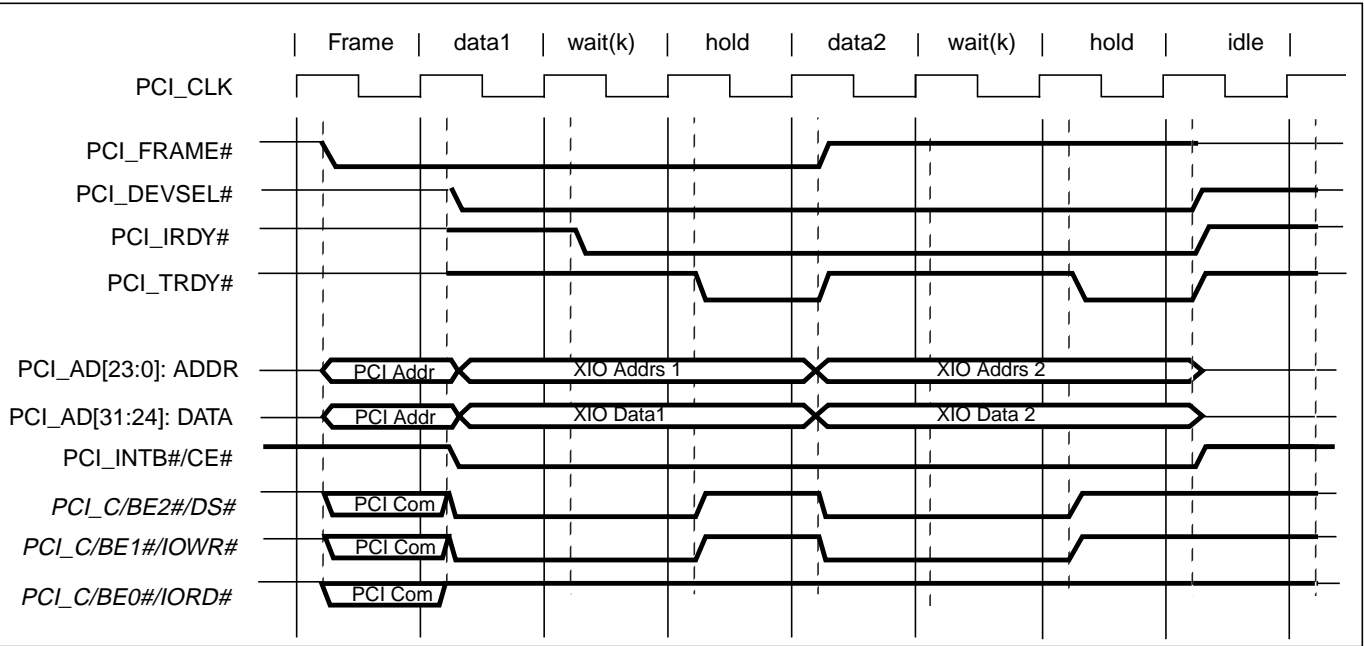 | Frame | data1 | wait(k) | hold | data2 | wait(k) | hold | idle |
PCI_CLK
PCI_FRAME#
PCI_DEVSEL#
PCI_IRDY#
PCI_TRDY#
PCI_AD[23:0]: ADDR PCI Addr XIO Addrs 1 XIO Addrs 2
PCI_AD[31:24]: DATA PCI Addr XIO Data1 XIO Data 2
PCI_INTB#/CE#
PCI_C/BE2#/DS# PCI Com
PCI_C/BE1#/IOWR# PCI Com
PCI_C/BE0#/IORD# PCI Com